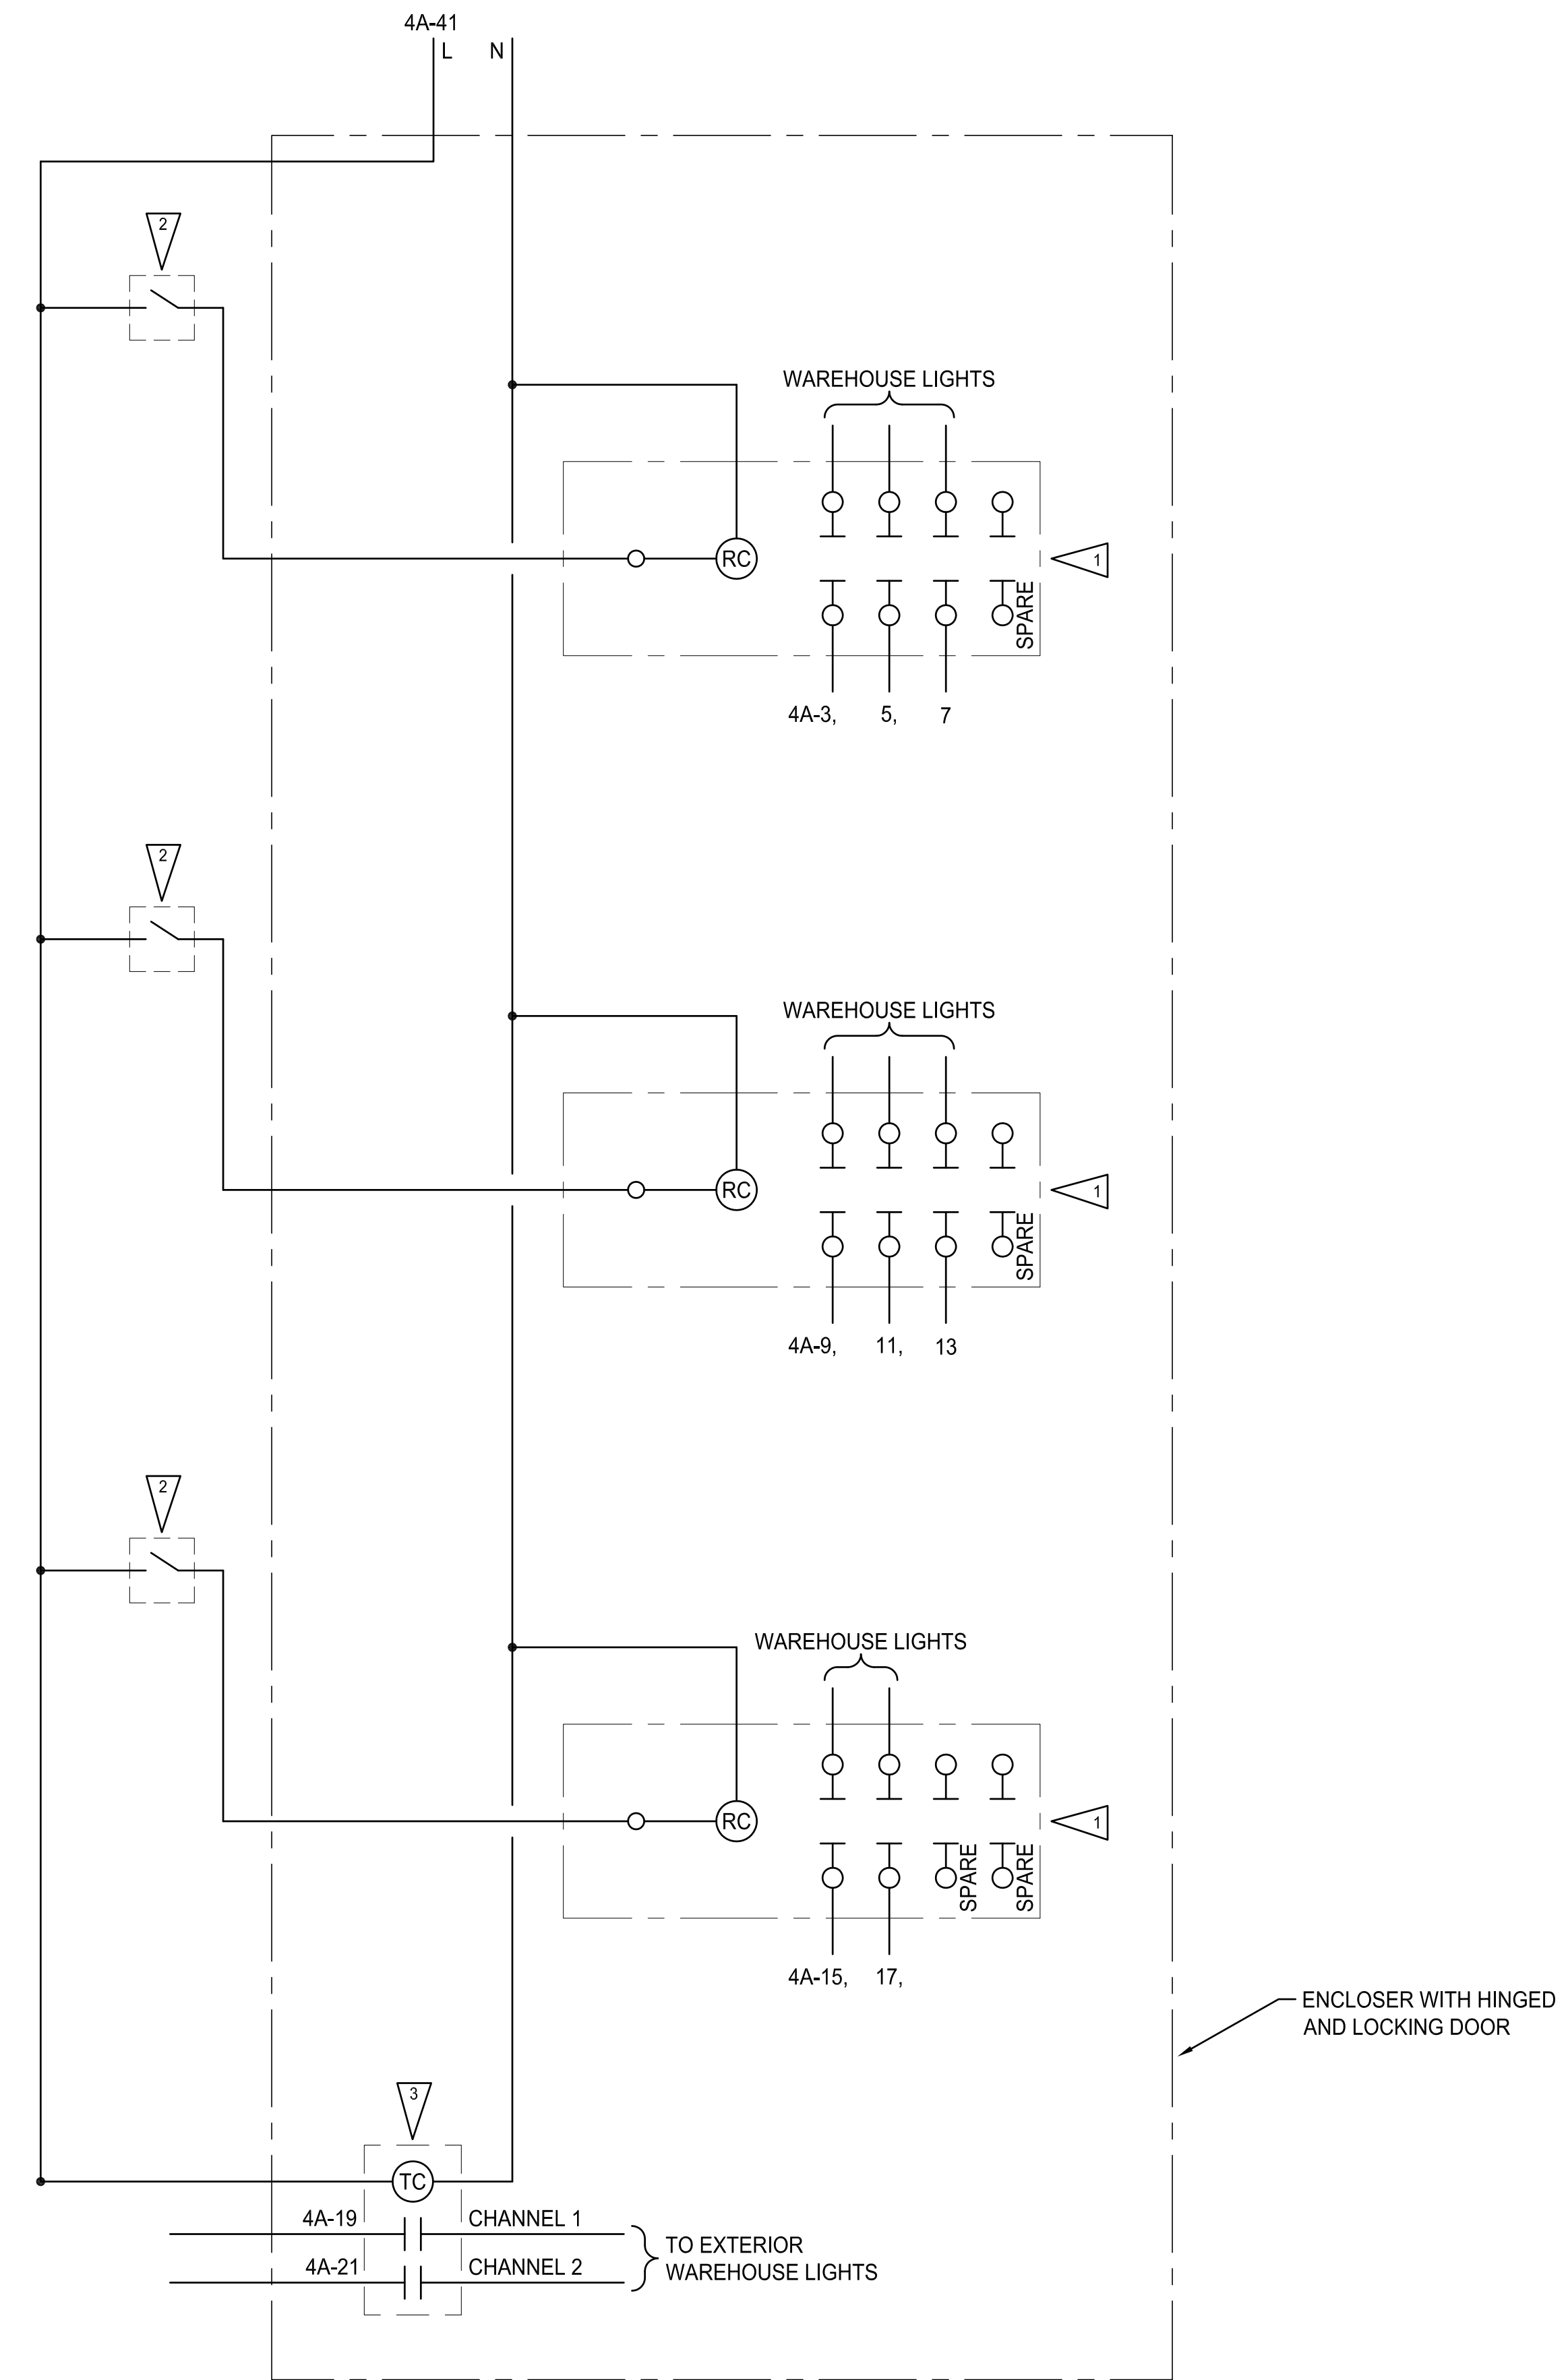 4A-41
L N
2
WAREHOUSE LIGHTS
RC
1
SPARE
4A-3, 5, 7
2
WAREHOUSE LIGHTS
RC
1
SPARE
4A-9, 11, 13
2
WAREHOUSE LIGHTS
RC
1
SPARE
SPARE
4A-15, 17,
ENCLOSER WITH HINGED
AND LOCKING DOOR
3
TC
4A-19 CHANNEL 1
4A-21 CHANNEL 2
TO EXTERIOR
WAREHOUSE LIGHTS